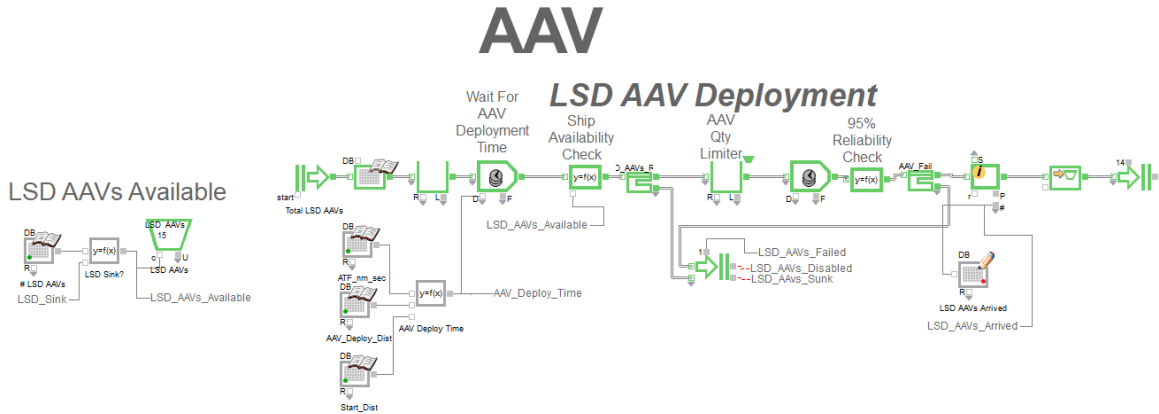 AAV
LSD AAV Deployment
Wait For
AAV
Deployment
Time
Ship
Availability
Check
AAV
Qty
Limiter
95%
Reliability
Check
DB
start
Total LSD AAVs
R L
D F
y=f(x)
R L
D F
y=f(x)
AAV_Fail
S
i
r
P
#
14
LSD AAVs Available
DB
R
# LSD AAVs
LSD_Sink
y=f(x)
LSD Sink?
LSD AAVs
15
c U
LSD AAVs
LSD_AAVs_Available
DB
R
ATF_nm_sec
DB
R
AAV_Deploy_Dist
DB
R
Start_Dist
y=f(x)
AAV Deploy Time
AAV_Deploy_Time
LSD_AAVs_Available
1
LSD_AAVs_Failed
LSD_AAVs_Disabled
LSD_AAVs_Sunk
DB
R
LSD AAVs Arrived
LSD_AAVs_Arrived